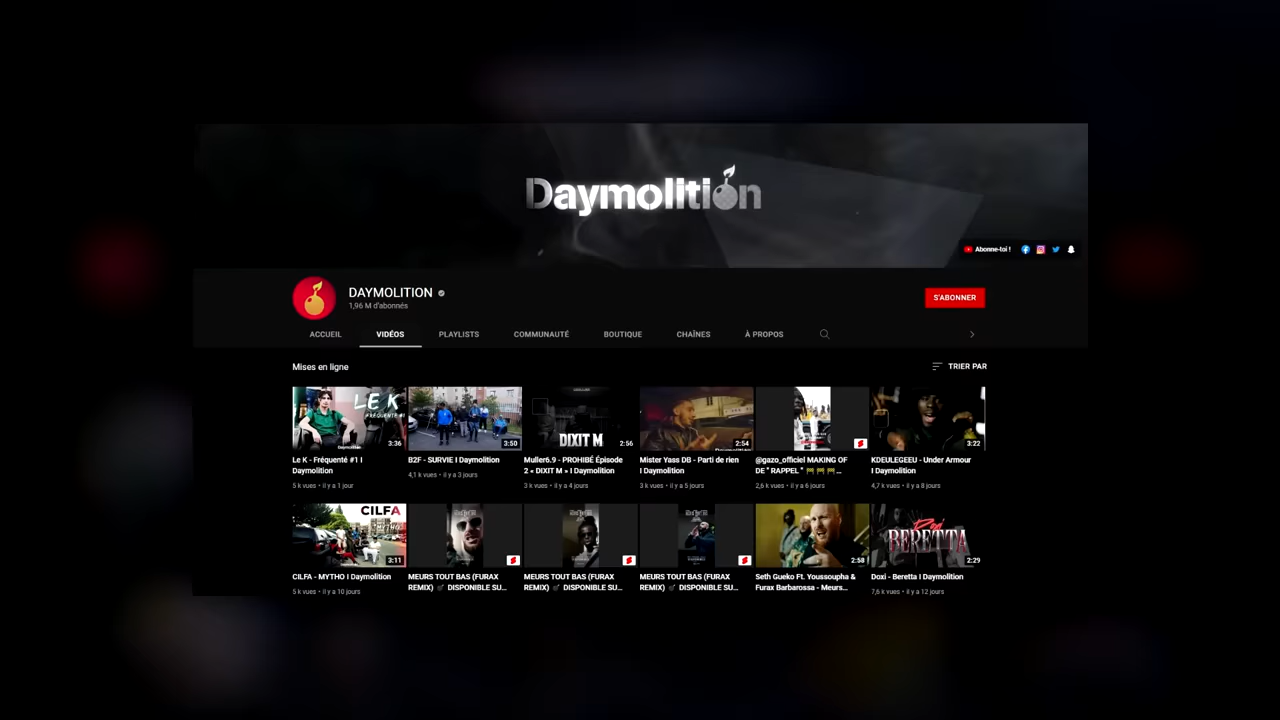 Daymolition
Abonne-toi !
DAYMOLITION
1,96 M d'abonnés
S'ABONNER
ACCUEIL VIDÉOS PLAYLISTS COMMUNAUTÉ BOUTIQUE CHAÎNES À PROPOS
Mises en ligne
TRIER PAR
LE K
FRÉQUENTÉ #1
Daymolition
3:36
3:50
DIXIT M
2:56
2:54
3:22
Le K - Fréquenté #1 I
Daymolition
5 k vues • il y a 1 jour
B2F - SURVIE I Daymolition
4,1 k vues • il y a 3 jours
Muller6.9 - PROHIBÉ Épisode
2 « DIXIT M » I Daymolition
3 k vues • il y a 4 jours
Mister Yass DB - Parti de rien
I Daymolition
3 k vues • il y a 5 jours
@gazo_officiel MAKING OF
DE " RAPPEL " 🚧 🚧 🚧...
2,6 k vues • il y a 6 jours
KDEULEGEEU - Under Armour
I Daymolition
4,7 k vues • il y a 8 jours
CILFA
MYTHO
3:11
2:58
Doxi
BERETTA
2:29
CILFA - MYTHO I Daymolition
5 k vues • il y a 10 jours
MEURS TOUT BAS (FURAX
REMIX) 💣 DISPONIBLE SU...
MEURS TOUT BAS (FURAX
REMIX) 💣 DISPONIBLE SU...
MEURS TOUT BAS (FURAX
REMIX) 💣 DISPONIBLE SU...
Seth Gueko Ft. Youssoupha &
Furax Barbarossa - Meurs...
Doxi - Beretta I Daymolition
7,6 k vues • il y a 12 jours